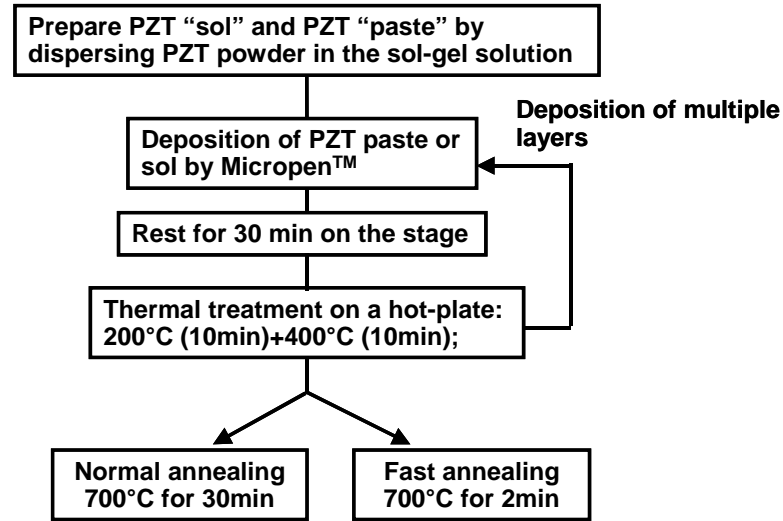 Prepare PZT “sol” and PZT “paste” by
dispersing PZT powder in the sol-gel solution
Deposition of multiple
layers
Deposition of PZT paste or
sol by Micropen™
Rest for 30 min on the stage
Thermal treatment on a hot-plate:
200°C (10min)+400°C (10min);
Normal annealing
700°C for 30min
Fast annealing
700°C for 2min